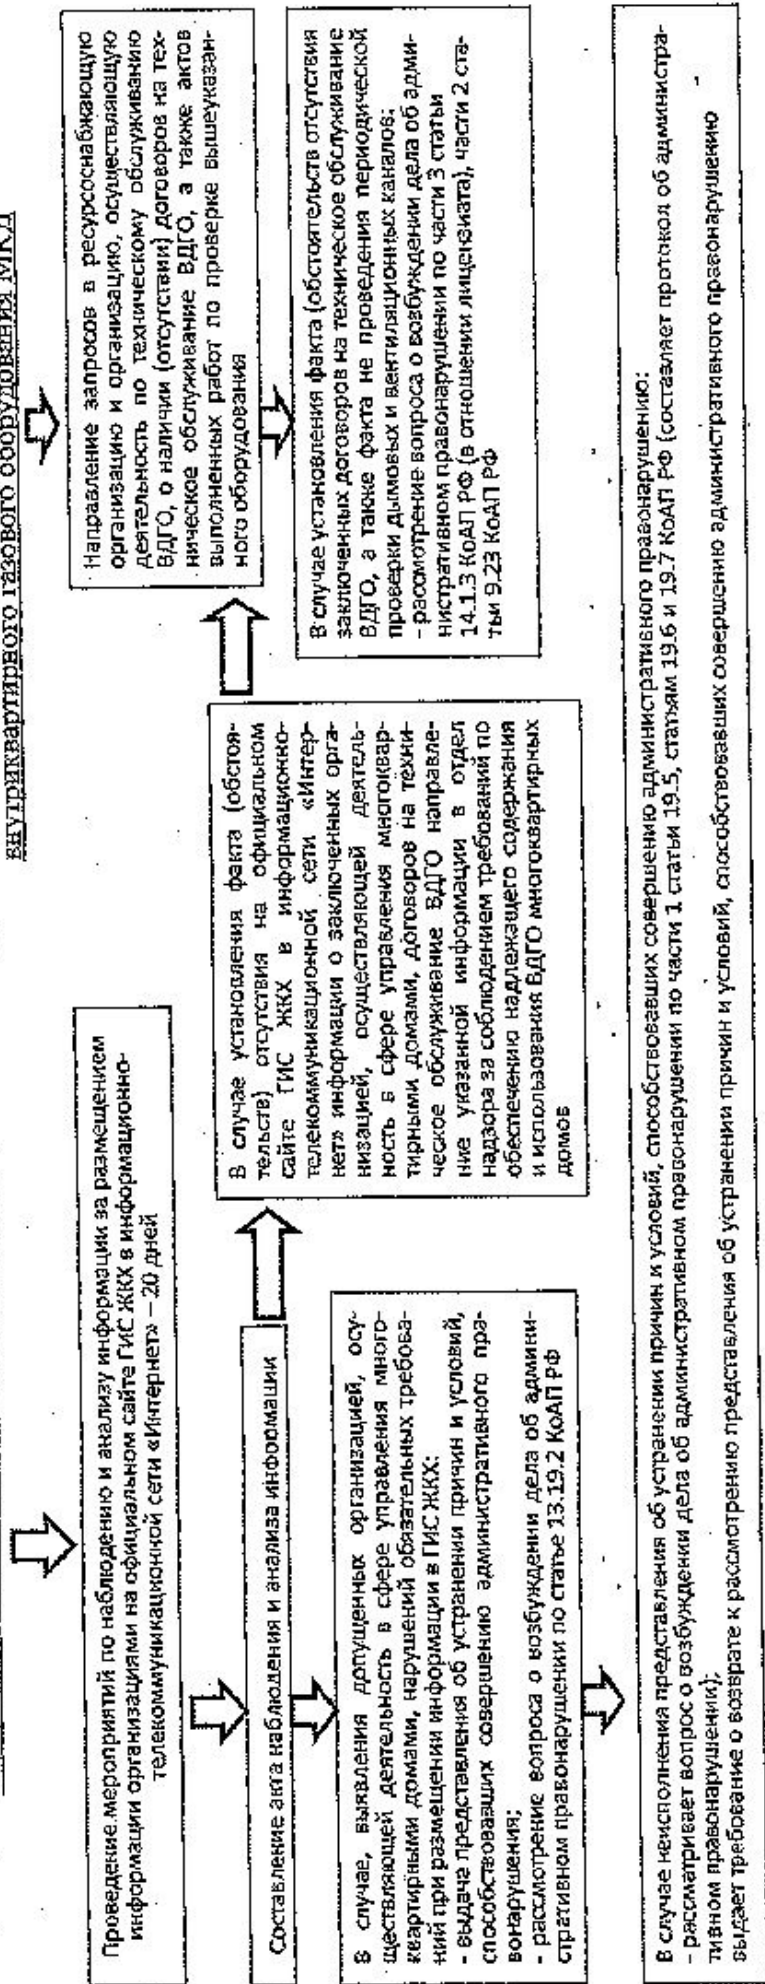 внутриквартирного газового оборудования МКД
Проведение мероприятий по наблюдению и анализу информации за размещением
информации организациями на официальном сайте ГИС ЖКХ в информационно-
телекоммуникационной сети «Интернет» – 20 дней
Составление акта наблюдения и анализа информации
В случае, выявления допущенных организацией, осу-
ществляющей деятельность в сфере управления много-
квартирными домами, нарушений обязательных требова-
ний при размещении информации в ГИС ЖКХ:
- выдача представления об устранении причин и условий,
способствовавших совершению административного пра-
вонарушения;
- рассмотрение вопроса о возбуждении дела об админи-
стративном правонарушении по статье 13.19.2 КоАП РФ
В случае установления факта (обстоя-
тельств) отсутствия на официальном
сайте ГИС ЖКХ в информационно-
телекоммуникационной сети «Интер-
нет» информации о заключенных орга-
низацией, осуществляющей деятель-
ность в сфере управления многоквар-
тирными домами, договоров на техни-
ческое обслуживание ВДГО направле-
ние указанной информации в отдел
надзора за соблюдением требований по
обеспечению надлежащего содержания
и использования ВДГО многоквартирных
домов
Направление запросов в ресурсоснабжающую
организацию и организацию, осуществляющую
деятельность по техническому обслуживанию
ВДГО, о наличии (отсутствии) договоров на тех-
ническое обслуживание ВДГО, а также актов
выполненных работ по проверке вышеуказан-
ного оборудования
В случае установления факта (обстоятельств отсутствия
заключенных договоров на техническое обслуживание
ВДГО, а также факта не проведения периодической
проверки дымовых и вентиляционных каналов:
- рассмотрение вопроса о возбуждении дела об адми-
нистративном правонарушении по части 3 статьи
14.1.3 КоАП РФ (в отношении лицензиата), части 2 ста-
тьи 9.23 КоАП РФ
В случае неисполнения представления об устранении причин и условий, способствовавших совершению административного правонарушению:
- рассматривает вопрос о возбуждении дела об административном правонарушении по части 1 статьи 19.5, статьям 19.6 и 19.7 КоАП РФ (составляет протокол об администра-
тивном правонарушении);
выдает требование о возврате к рассмотрению представления об устранении причин и условий, способствовавших совершению административного правонарушению